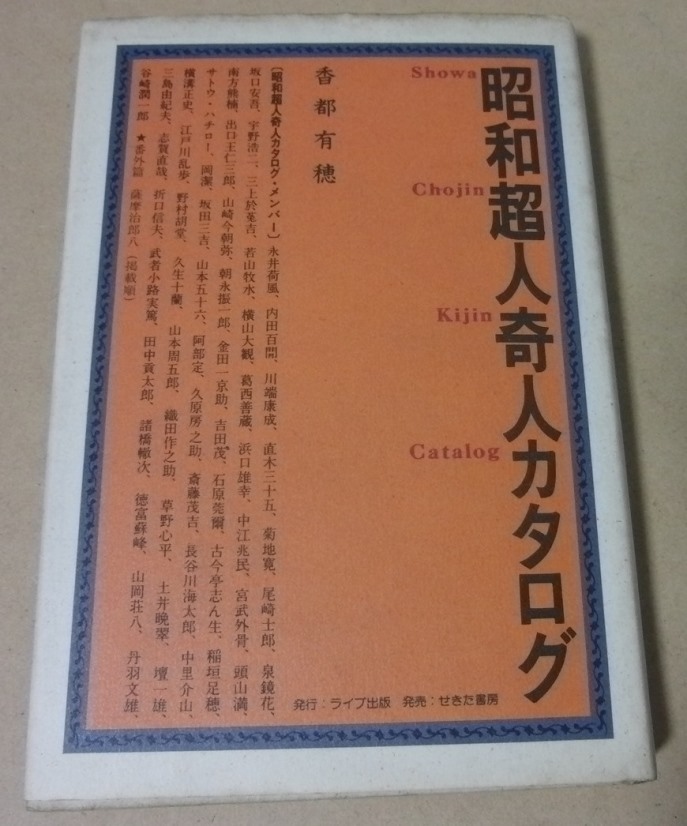 昭和超人奇人カタログ
Showa
Chojin
Kijin
Catalog
香都有穂
〔昭和超人奇人カタログ・メンバー〕永井荷風、内田百閒、川端康成、直木三十五、菊地寛、尾崎士郎、泉鏡花、
坂口安吾、宇野浩二、三上於菟吉、若山牧水、横山大観、葛西善蔵、浜口雄幸、中江兆民、宮武外骨、頭山満、
南方熊楠、出口王仁三郎、山崎今朝弥、朝永振一郎、金田一京助、吉田茂、石原莞爾、古今亭志ん生、稲垣足穂、
サトウ・ハチロー、岡潔、坂田三吉、山本五十六、阿部定、久原房之助、斎藤茂吉、長谷川海太郎、中里介山、
横溝正史、江戸川乱歩、野村胡堂、久生十蘭、山本周五郎、織田作之助、草野心平、土井晩翠、壇一雄、
三島由紀夫、志賀直哉、折口信夫、武者小路実篤、田中貢太郎、諸橋轍次、徳富蘇峰、山岡荘八、丹羽文雄、
谷崎潤一郎 ★番外篇 薩摩治郎八（掲載順）
発行：ライブ出版 発売：せきた書房